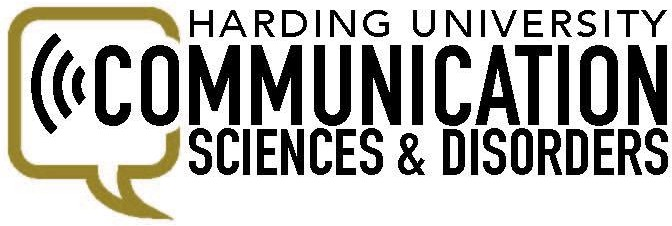 HARDING UNIVERSITY
COMMUNICATION
SCIENCES & DISORDERS